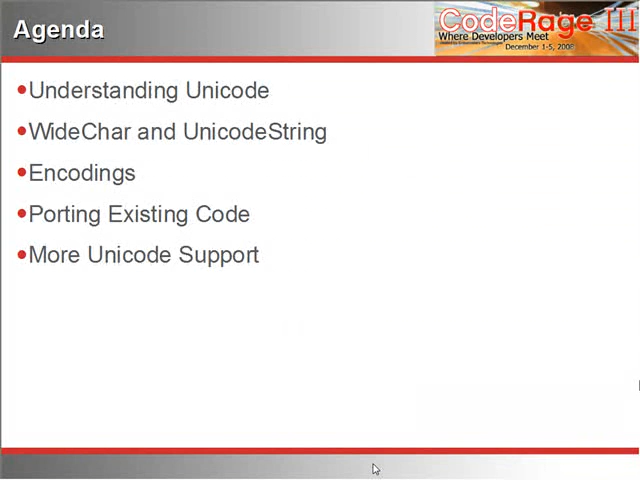 Agenda
CodeRage III
Where Developers Meet
December 1-5, 2008
Understanding Unicode
WideChar and UnicodeString
Encodings
Porting Existing Code
More Unicode Support